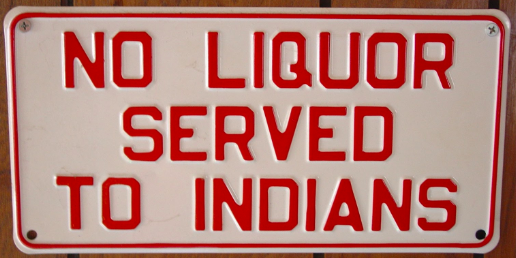 NO LIQUOR
SERVED
TO INDIANS